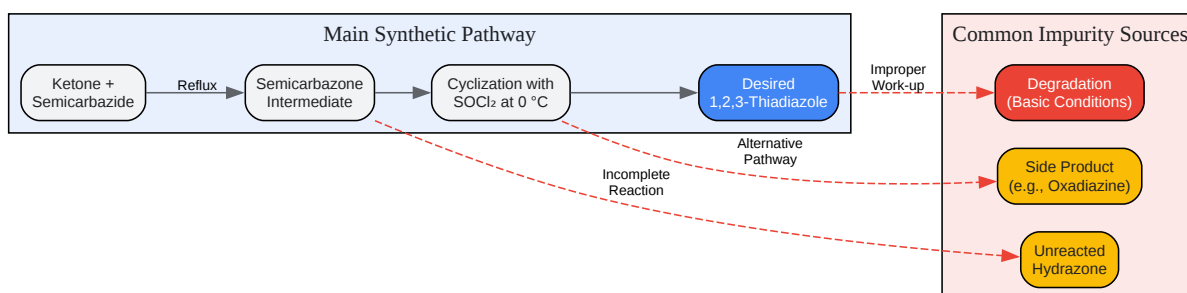 Main Synthetic Pathway
Common Impurity Sources
Ketone +
Semicarbazide
Reflux
Semicarbazone
Intermediate
Cyclization with
SOCl₂ at 0 °C
Desired
1,2,3-Thiadiazole
Improper
Work-up
Degradation
(Basic Conditions)
Alternative
Pathway
Side Product
(e.g., Oxadiazine)
Incomplete
Reaction
Unreacted
Hydrazone